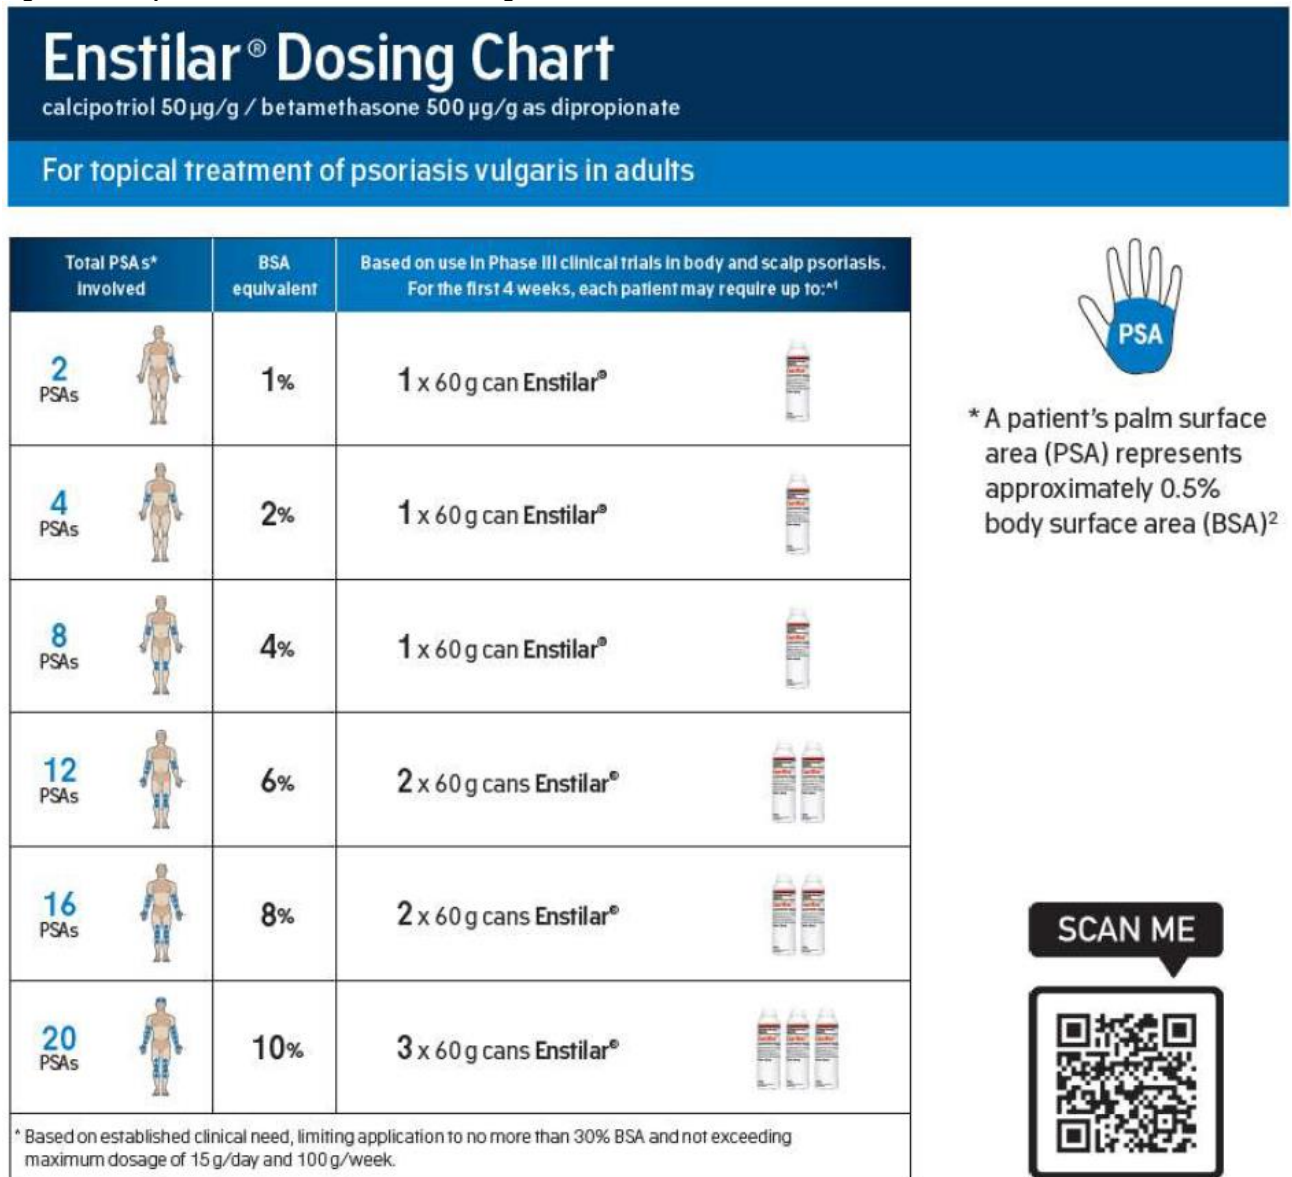 Enstilar® Dosing Chart
calcipotriol 50 µg/g / betamethasone 500 µg/g as dipropionate
For topical treatment of psoriasis vulgaris in adults
Total PSAs*
involved
BSA
equivalent
Based on use in Phase III clinical trials in body and scalp psoriasis.
For the first 4 weeks, each patient may require up to:^1
2
PSAs
1%
1 x 60 g can Enstilar®
4
PSAs
2%
1 x 60 g can Enstilar®
8
PSAs
4%
1 x 60 g can Enstilar®
12
PSAs
6%
2 x 60 g cans Enstilar®
16
PSAs
8%
2 x 60 g cans Enstilar®
20
PSAs
10%
3 x 60 g cans Enstilar®
^ Based on established clinical need, limiting application to no more than 30% BSA and not exceeding
maximum dosage of 15 g/day and 100 g/week.
PSA
* A patient's palm surface
area (PSA) represents
approximately 0.5%
body surface area (BSA)2
SCAN ME